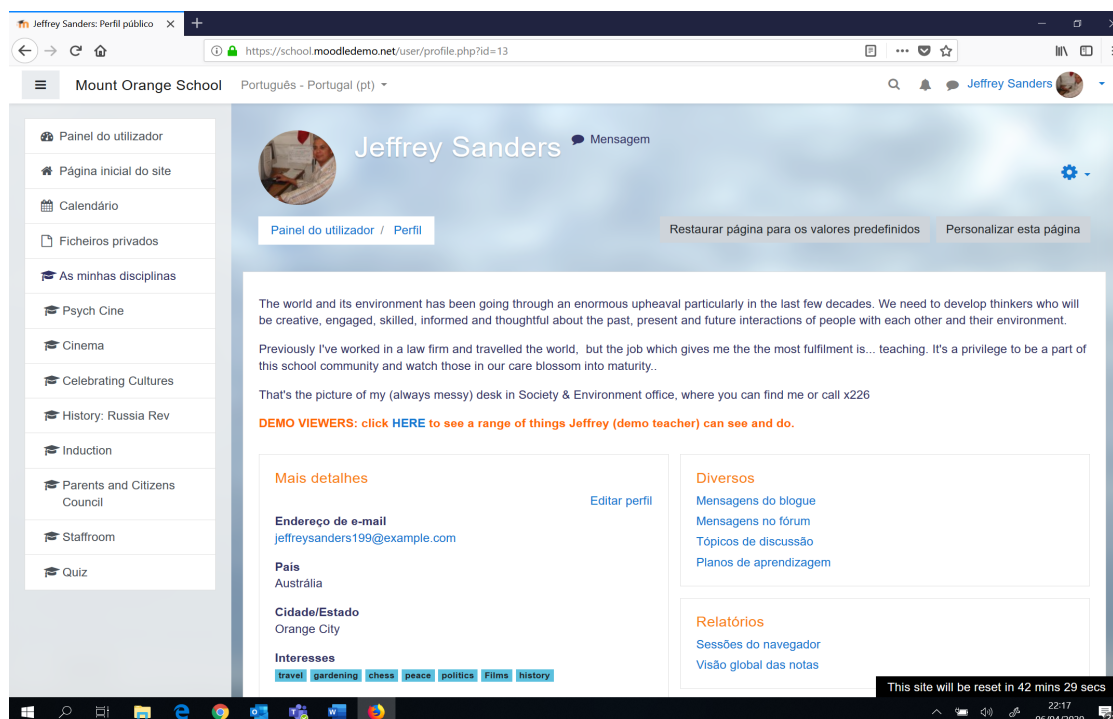 Jeffrey Sanders: Perfil público
https://school.moodledemo.net/user/profile.php?id=13
Mount Orange School
Português - Portugal (pt)
Jeffrey Sanders
Painel do utilizador
Página inicial do site
Calendário
Ficheiros privados
As minhas disciplinas
Psych Cine
Cinema
Celebrating Cultures
History: Russia Rev
Induction
Parents and Citizens
Council
Staffroom
Quiz
Jeffrey Sanders
Mensagem
Painel do utilizador / Perfil
Restaurar página para os valores predefinidos
Personalizar esta página
The world and its environment has been going through an enormous upheaval particularly in the last few decades. We need to develop thinkers who will
be creative, engaged, skilled, informed and thoughtful about the past, present and future interactions of people with each other and their environment.
Previously I've worked in a law firm and travelled the world, but the job which gives me the the most fulfilment is... teaching. It's a privilege to be a part of
this school community and watch those in our care blossom into maturity..
That's the picture of my (always messy) desk in Society & Environment office, where you can find me or call x226
DEMO VIEWERS: click HERE to see a range of things Jeffrey (demo teacher) can see and do.
Mais detalhes
Editar perfil
Endereço de e-mail
jeffreysanders199@example.com
País
Austrália
Cidade/Estado
Orange City
Interesses
travel gardening chess peace politics Films history
Diversos
Mensagens do blogue
Mensagens no fórum
Tópicos de discussão
Planos de aprendizagem
Relatórios
Sessões do navegador
Visão global das notas
This site will be reset in 42 mins 29 secs
22:17
06/04/2020